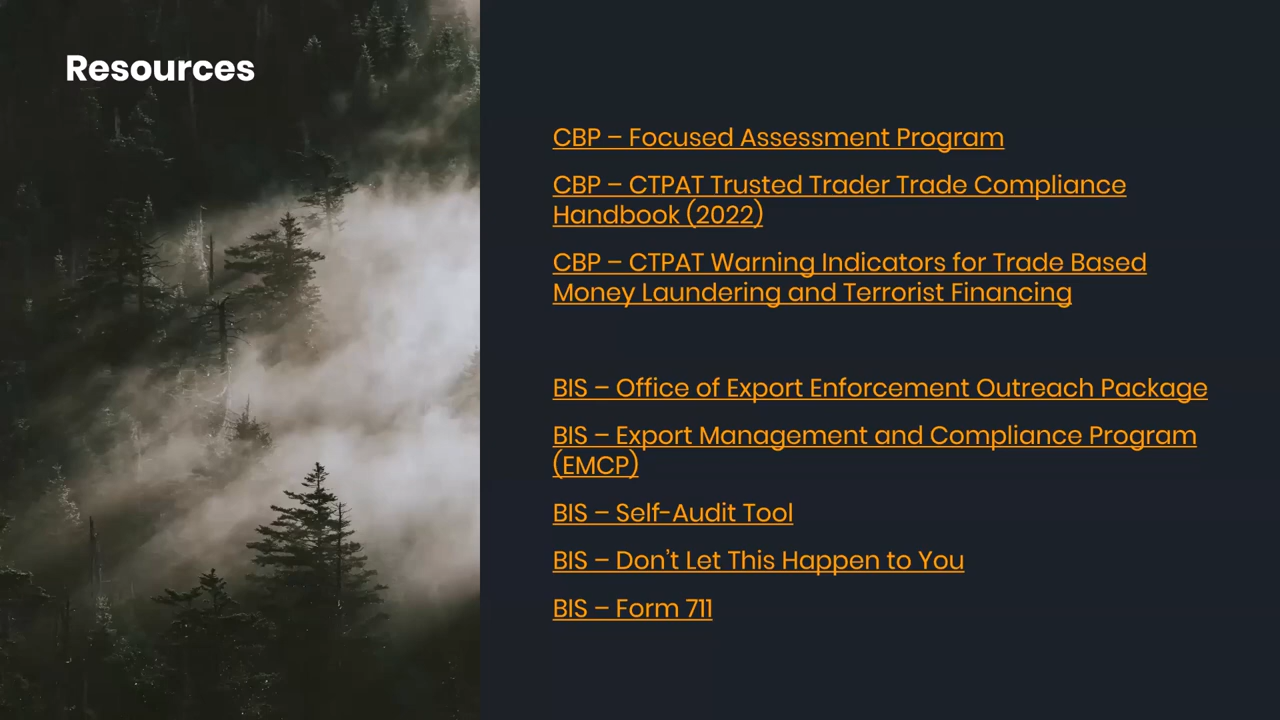 Resources
CBP – Focused Assessment Program
CBP – CTPAT Trusted Trader Trade Compliance
Handbook (2022)
CBP – CTPAT Warning Indicators for Trade Based
Money Laundering and Terrorist Financing
BIS – Office of Export Enforcement Outreach Package
BIS – Export Management and Compliance Program
(EMCP)
BIS – Self-Audit Tool
BIS – Don’t Let This Happen to You
BIS – Form 711